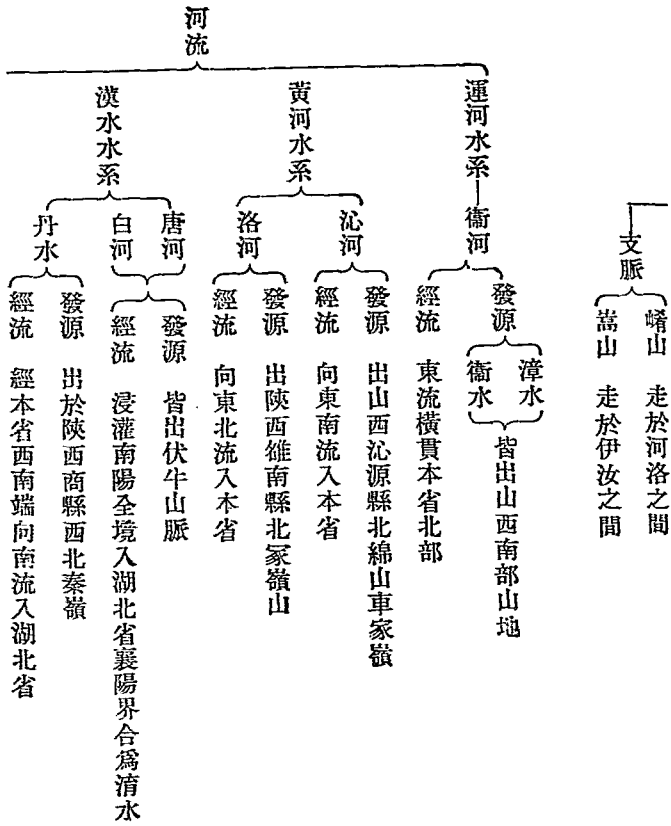 支脈
崤山　走於河洛之間
嵩山　走於伊汝之間
河流
運河水系
衞河
發源
漳水
衞水
皆出山西南部山地
經流　東流橫貫本省北部
黃河水系
沁河
發源　出山西沁源縣北綿山車家嶺
經流　向東南流入本省
洛河
發源　出陝西雒南縣北冢嶺山
經流　向東北流入本省
漢水水系
唐河
白河
發源　皆出伏牛山脈
經流　浸灌南陽全境入湖北省襄陽界合爲淯水
丹水
發源　出於陝西商縣西北秦嶺
經流　經本省西南端向南流入湖北省